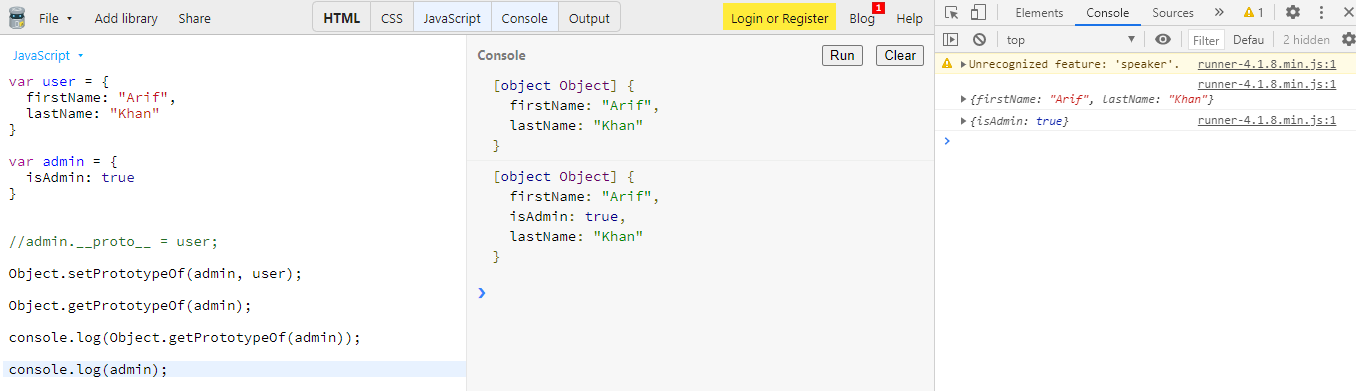 File Add library Share HTML CSS JavaScript Console Output Login or Register Blog 1 Help
JavaScript
var user = {
firstName: "Arif",
lastName: "Khan"
}
var admin = {
isAdmin: true
}
//admin.__proto__ = user;
Object.setPrototypeOf(admin, user);
Object.getPrototypeOf(admin);
console.log(Object.getPrototypeOf(admin));
console.log(admin);
Console Run Clear
[object Object] {
firstName: "Arif",
lastName: "Khan"
}
[object Object] {
firstName: "Arif",
isAdmin: true,
lastName: "Khan"
}
Elements Console Sources » 1
top Filter Defau 2 hidden
Unrecognized feature: 'speaker'. runner-4.1.8.min.js:1
runner-4.1.8.min.js:1
{firstName: "Arif", lastName: "Khan"}
{isAdmin: true} runner-4.1.8.min.js:1